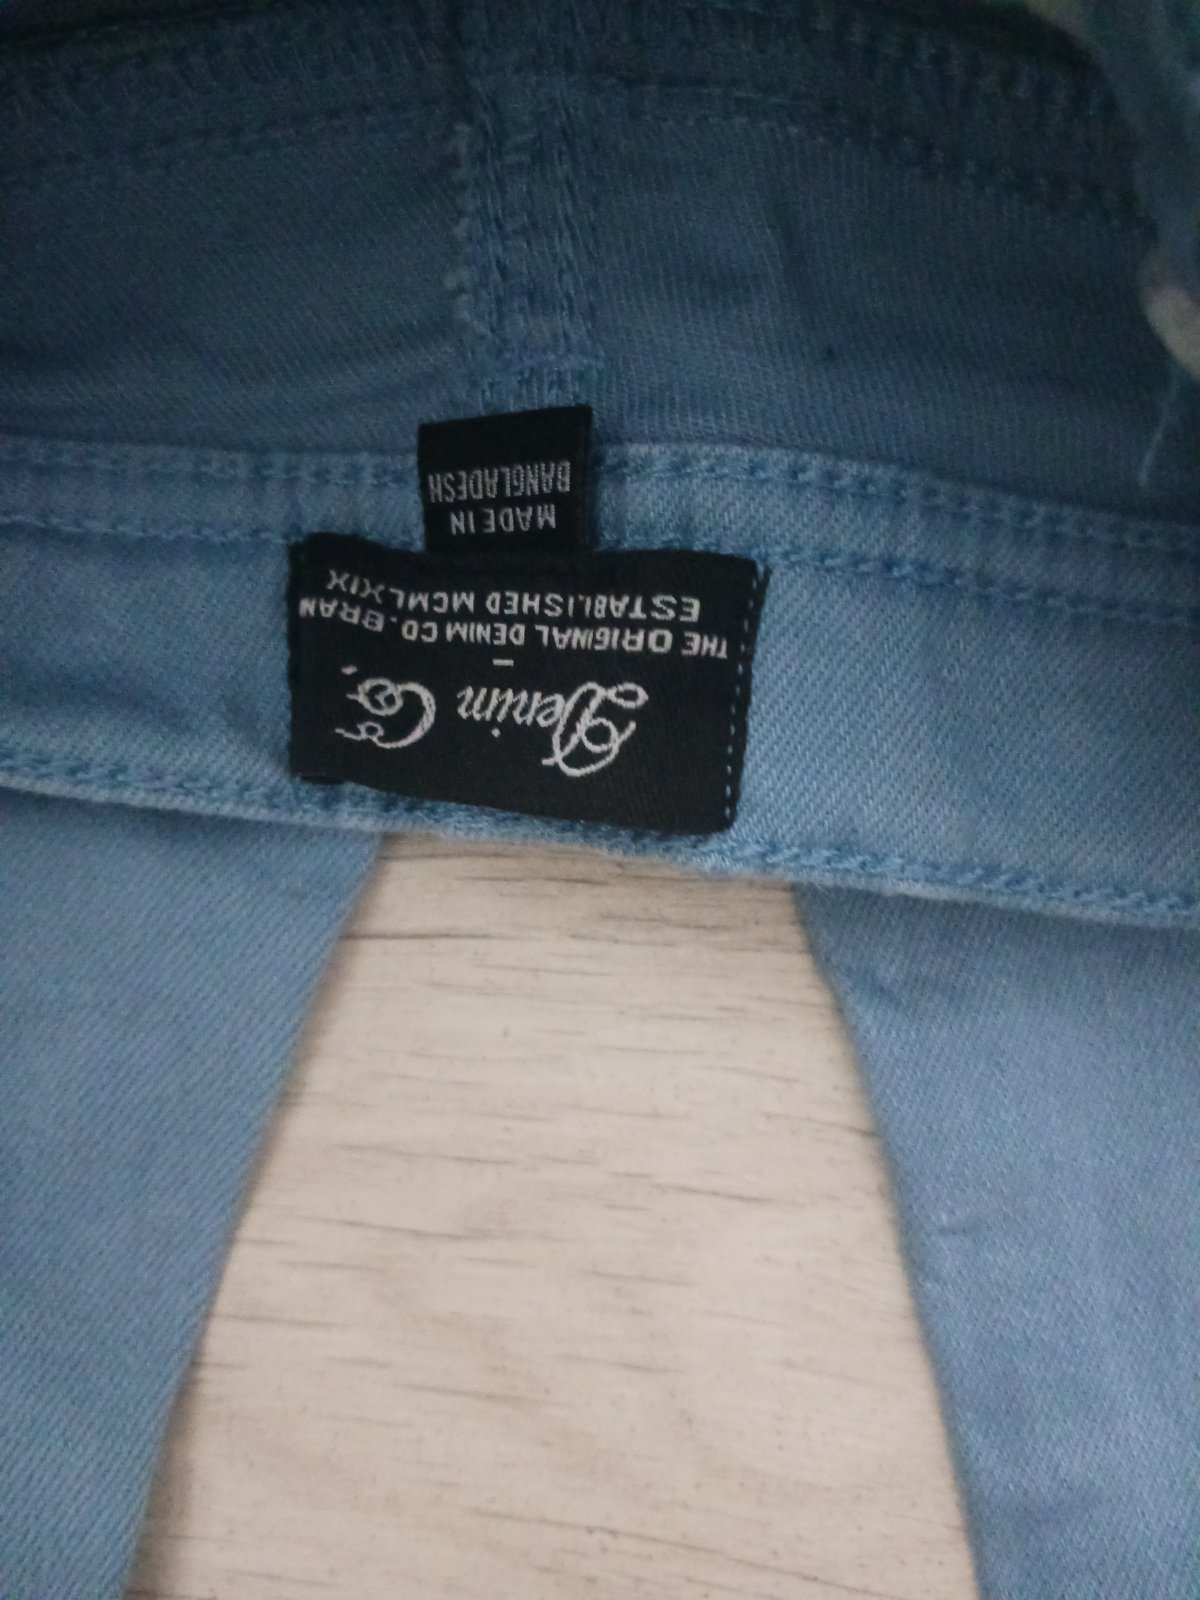 Denim Co.
THE ORIGINAL DENIM CO. BRAN
ESTABLISHED MCMLXIX
MADE IN
BANGLADESH